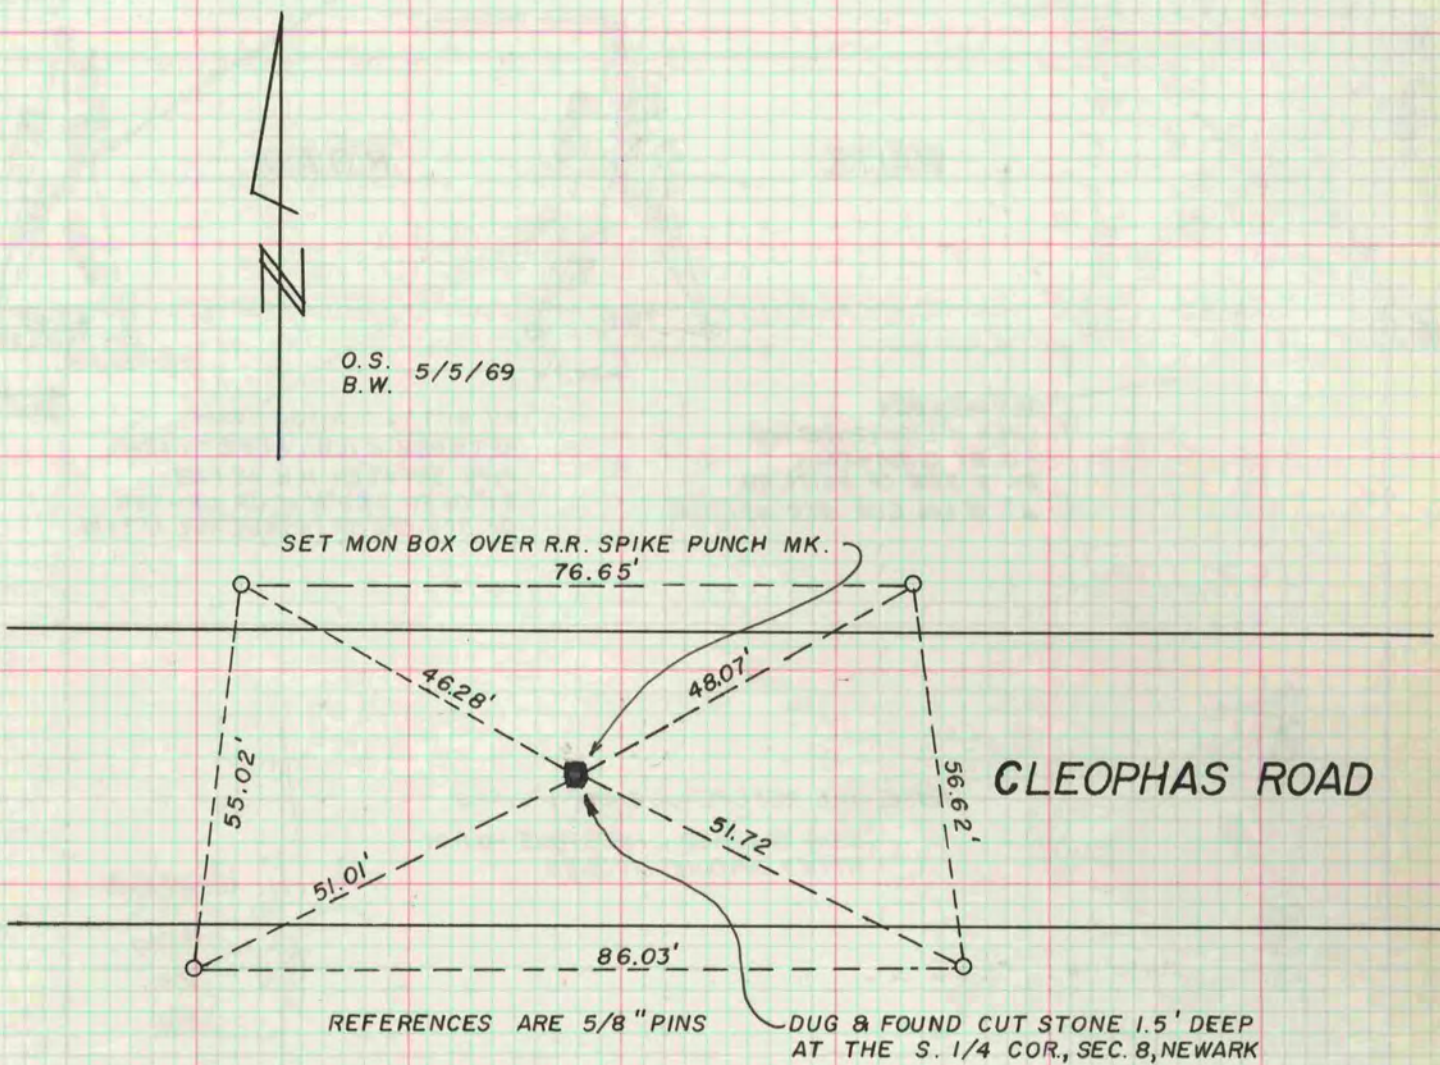 N
O.S.
B.W. 5/5/69
SET MON BOX OVER R.R. SPIKE PUNCH MK.
76.65'
46.28'
48.07'
55.02'
56.62'
CLEOPHAS ROAD
51.01'
51.72
86.03'
REFERENCES ARE 5/8" PINS
DUG & FOUND CUT STONE 1.5' DEEP
AT THE S. 1/4 COR., SEC. 8, NEWARK